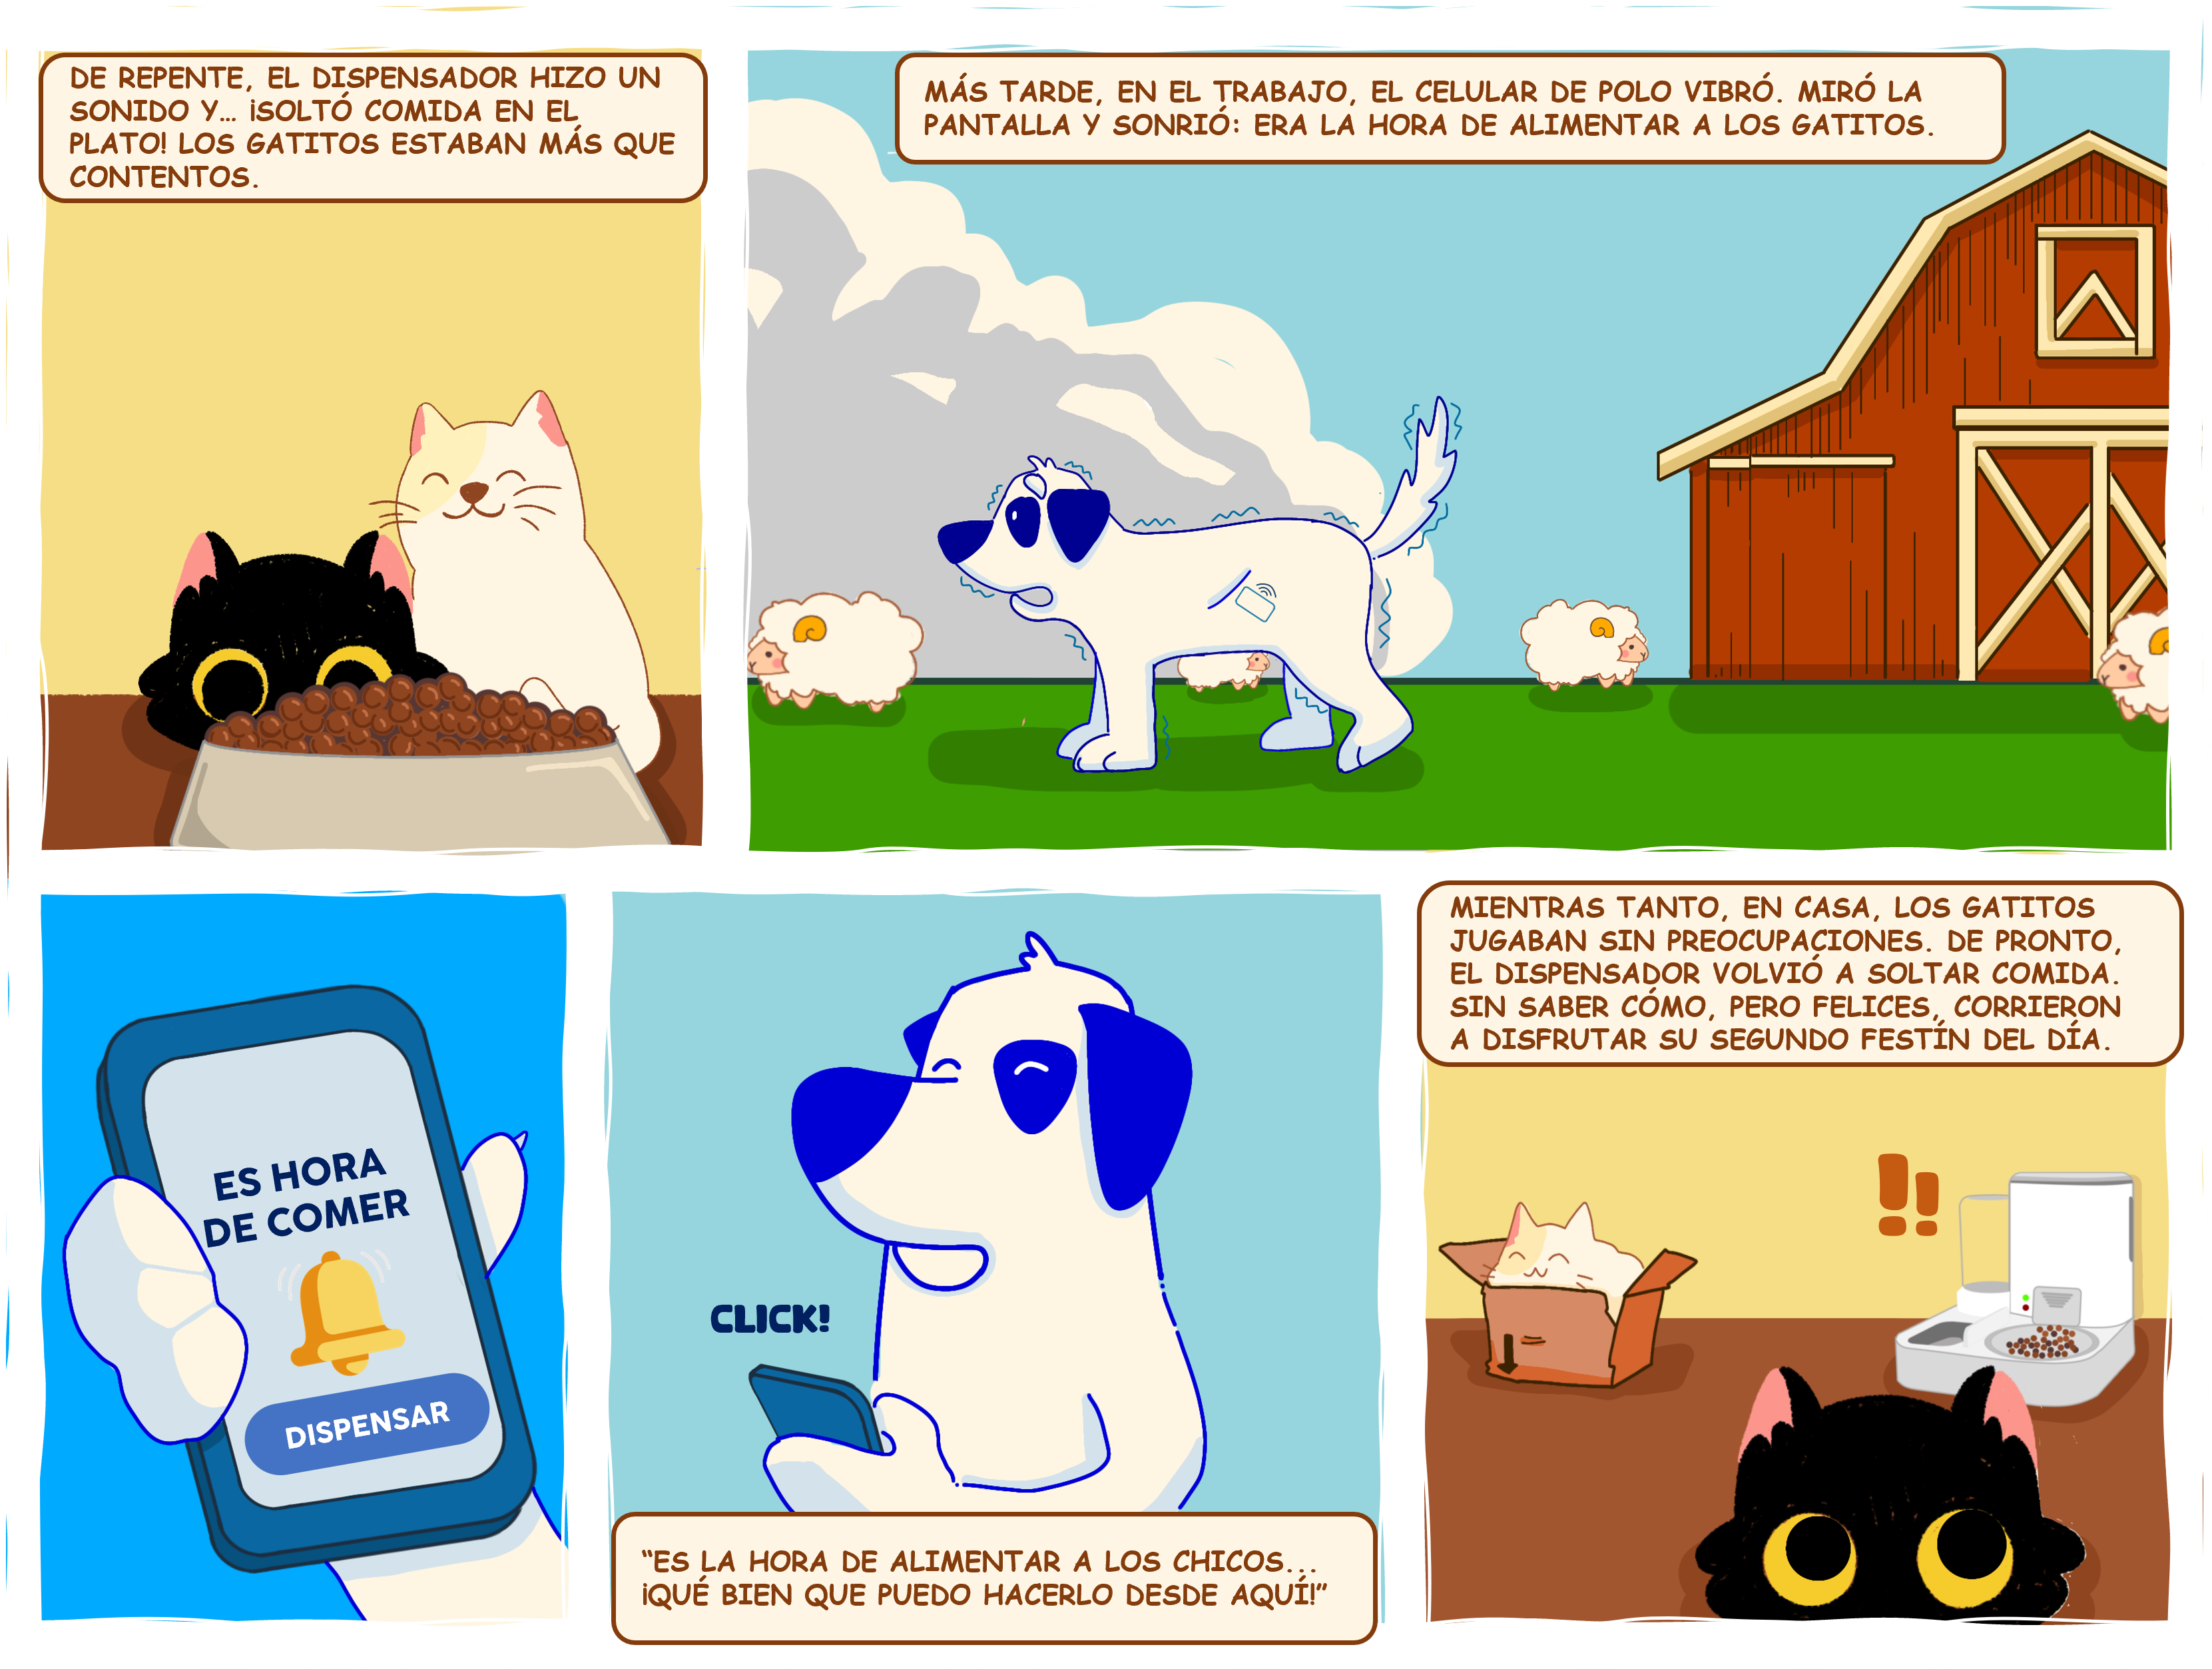 DE REPENTE, EL DISPENSADOR HIZO UN
SONIDO Y... ¡SOLTÓ COMIDA EN EL
PLATO! LOS GATITOS ESTABAN MÁS QUE
CONTENTOS.
MÁS TARDE, EN EL TRABAJO, EL CELULAR DE POLO VIBRÓ. MIRÓ LA
PANTALLA Y SONRIÓ: ERA LA HORA DE ALIMENTAR A LOS GATITOS.
ES HORA
DE COMER
DISPENSAR
CLICK!
“ES LA HORA DE ALIMENTAR A LOS CHICOS...
¡QUÉ BIEN QUE PUEDO HACERLO DESDE AQUÍ!”
MIENTRAS TANTO, EN CASA, LOS GATITOS
JUGABAN SIN PREOCUPACIONES. DE PRONTO,
EL DISPENSADOR VOLVIÓ A SOLTAR COMIDA.
SIN SABER CÓMO, PERO FELICES, CORRIERON
A DISFRUTAR SU SEGUNDO FESTÍN DEL DÍA.
!!